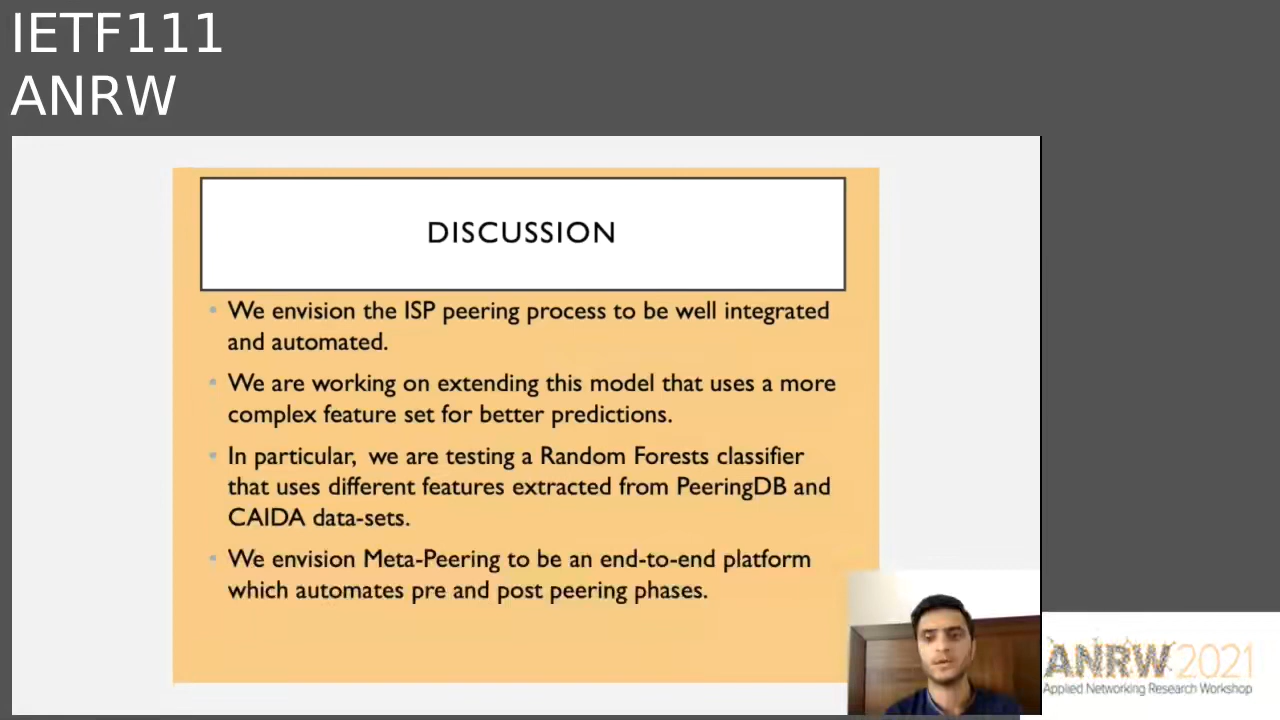 IETF111
ANRW
DISCUSSION
We envision the ISP peering process to be well integrated
and automated.
We are working on extending this model that uses a more
complex feature set for better predictions.
In particular, we are testing a Random Forests classifier
that uses different features extracted from PeeringDB and
CAIDA data-sets.
We envision Meta-Peering to be an end-to-end platform
which automates pre and post peering phases.
ANRW 2021
Applied Networking Research Workshop